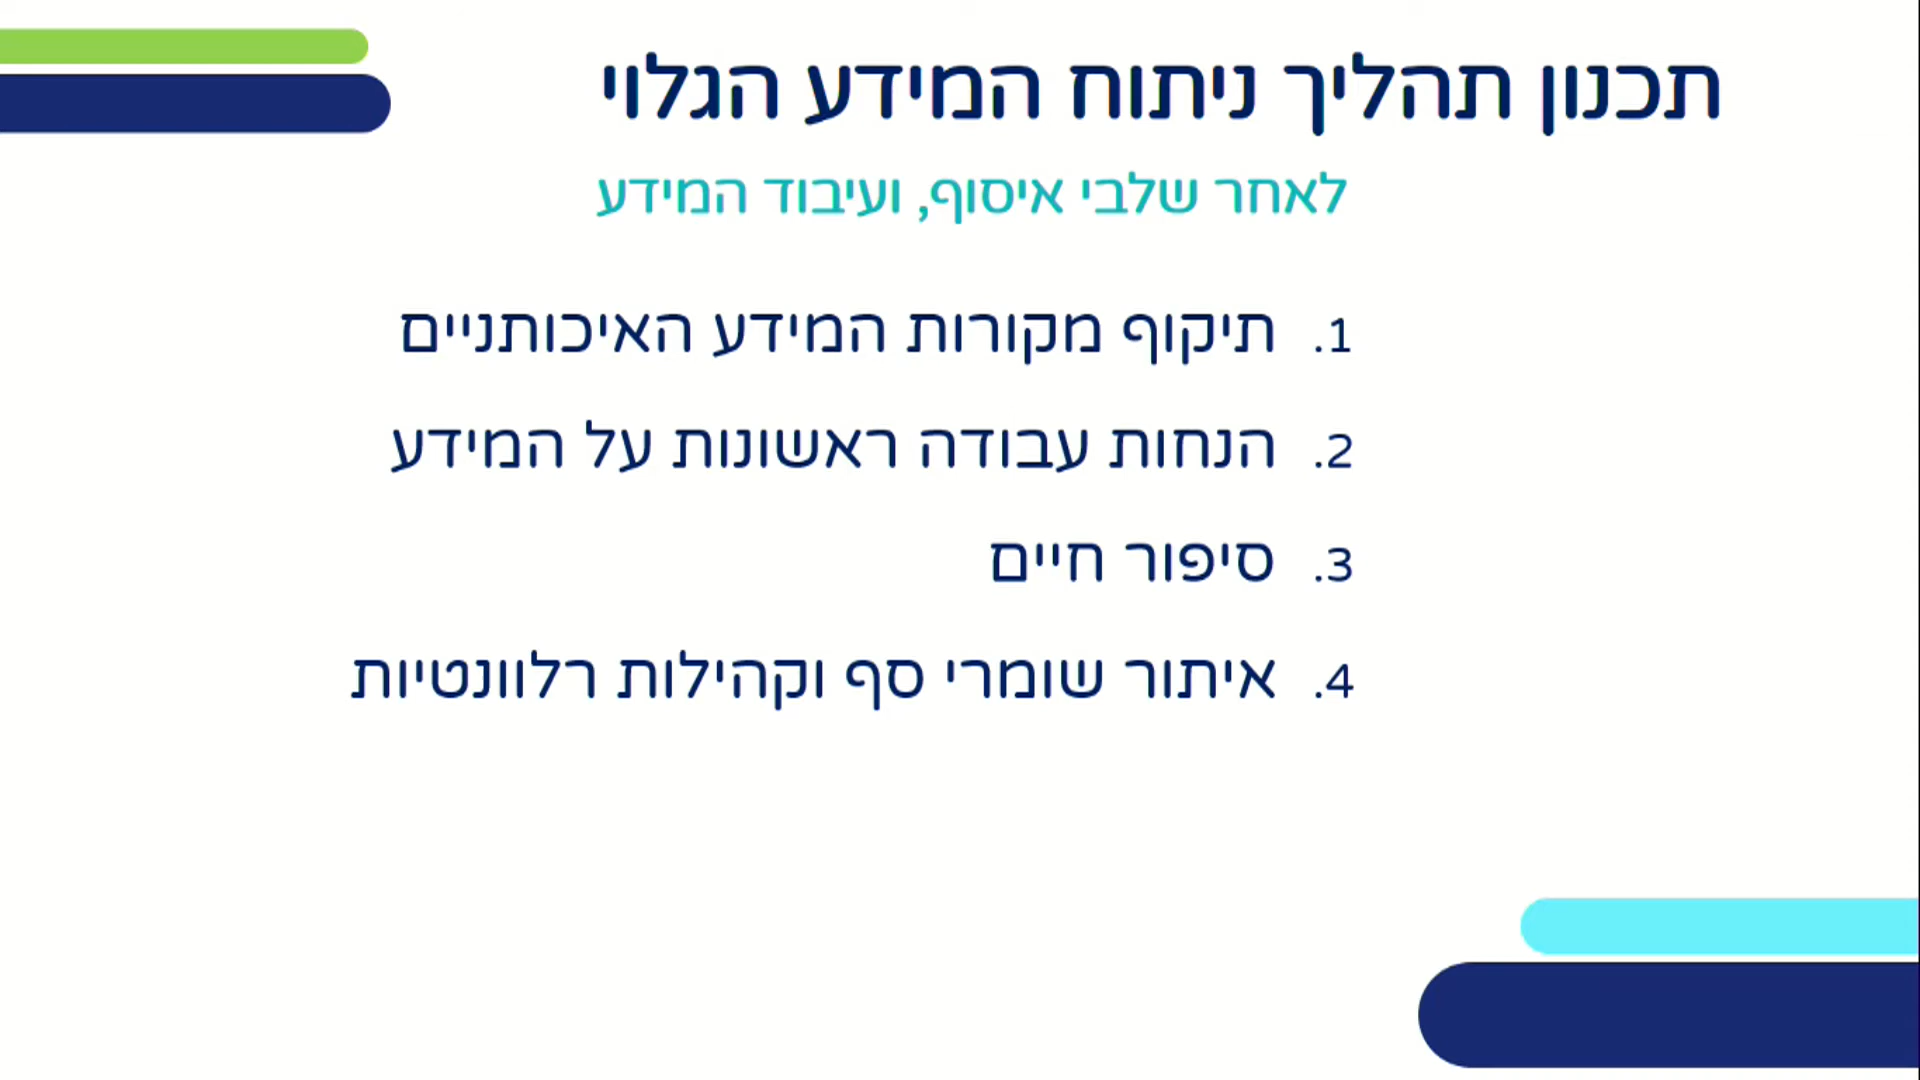 תכנון תהליך ניתוח המידע הגלוי
לאחר שלבי איסוף, ועיבוד המידע
1. תיקוף מקורות המידע האיכותניים
2. הנחות עבודה ראשונות על המידע
3. סיפור חיים
4. איתור שומרי סף וקהילות רלוונטיות